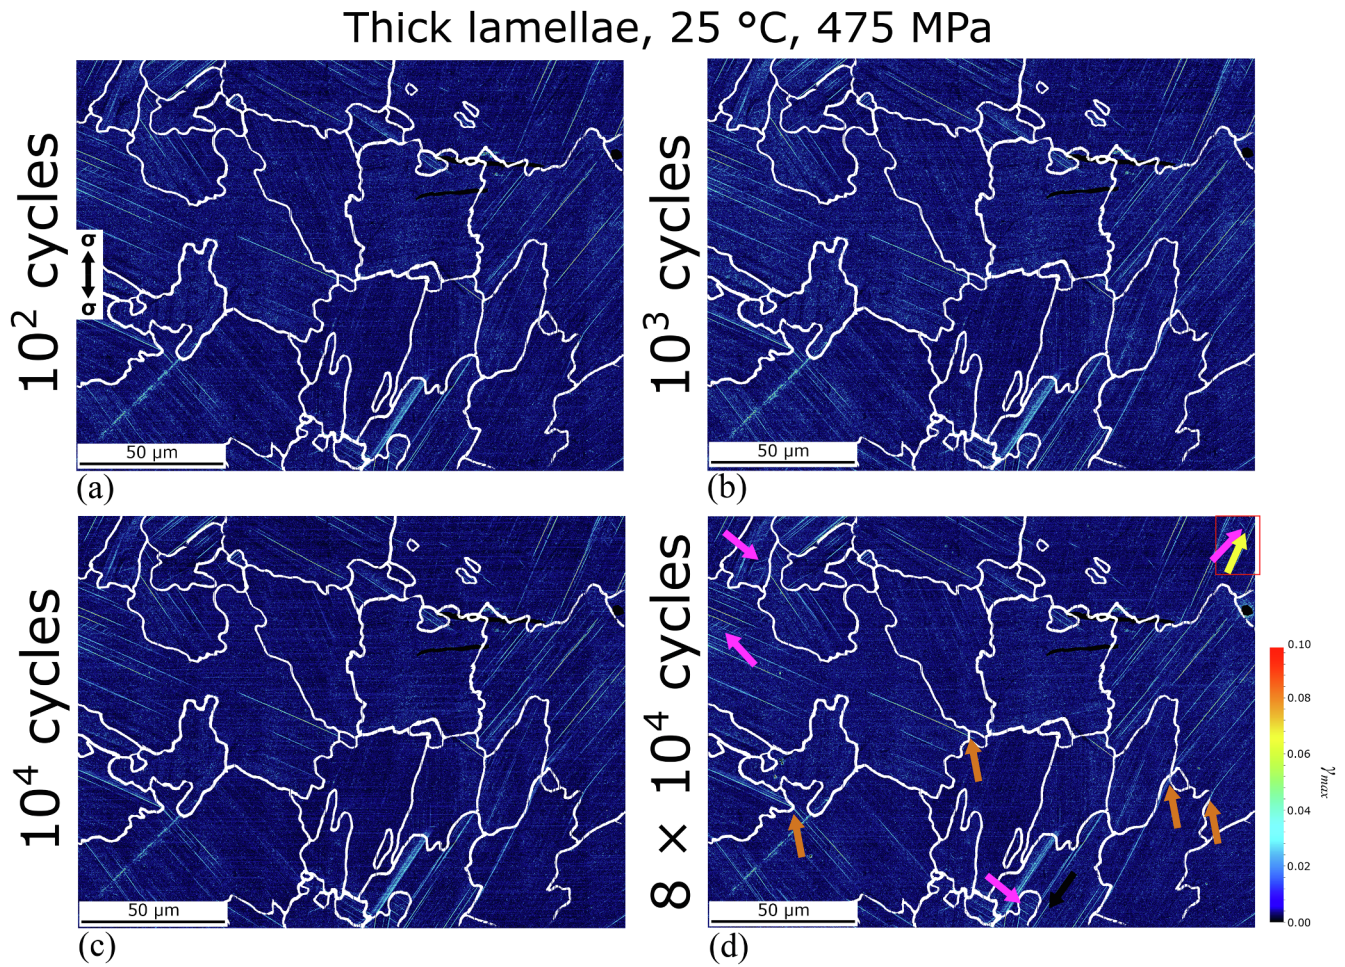 Thick lamellae, 25 °C, 475 MPa
10² cycles
σ
σ
50 µm
(a)
10³ cycles
50 µm
(b)
10⁴ cycles
50 µm
(c)
8 × 10⁴ cycles
50 µm
(d)
0.10
0.08
0.06
0.04
0.02
0.00
γmax